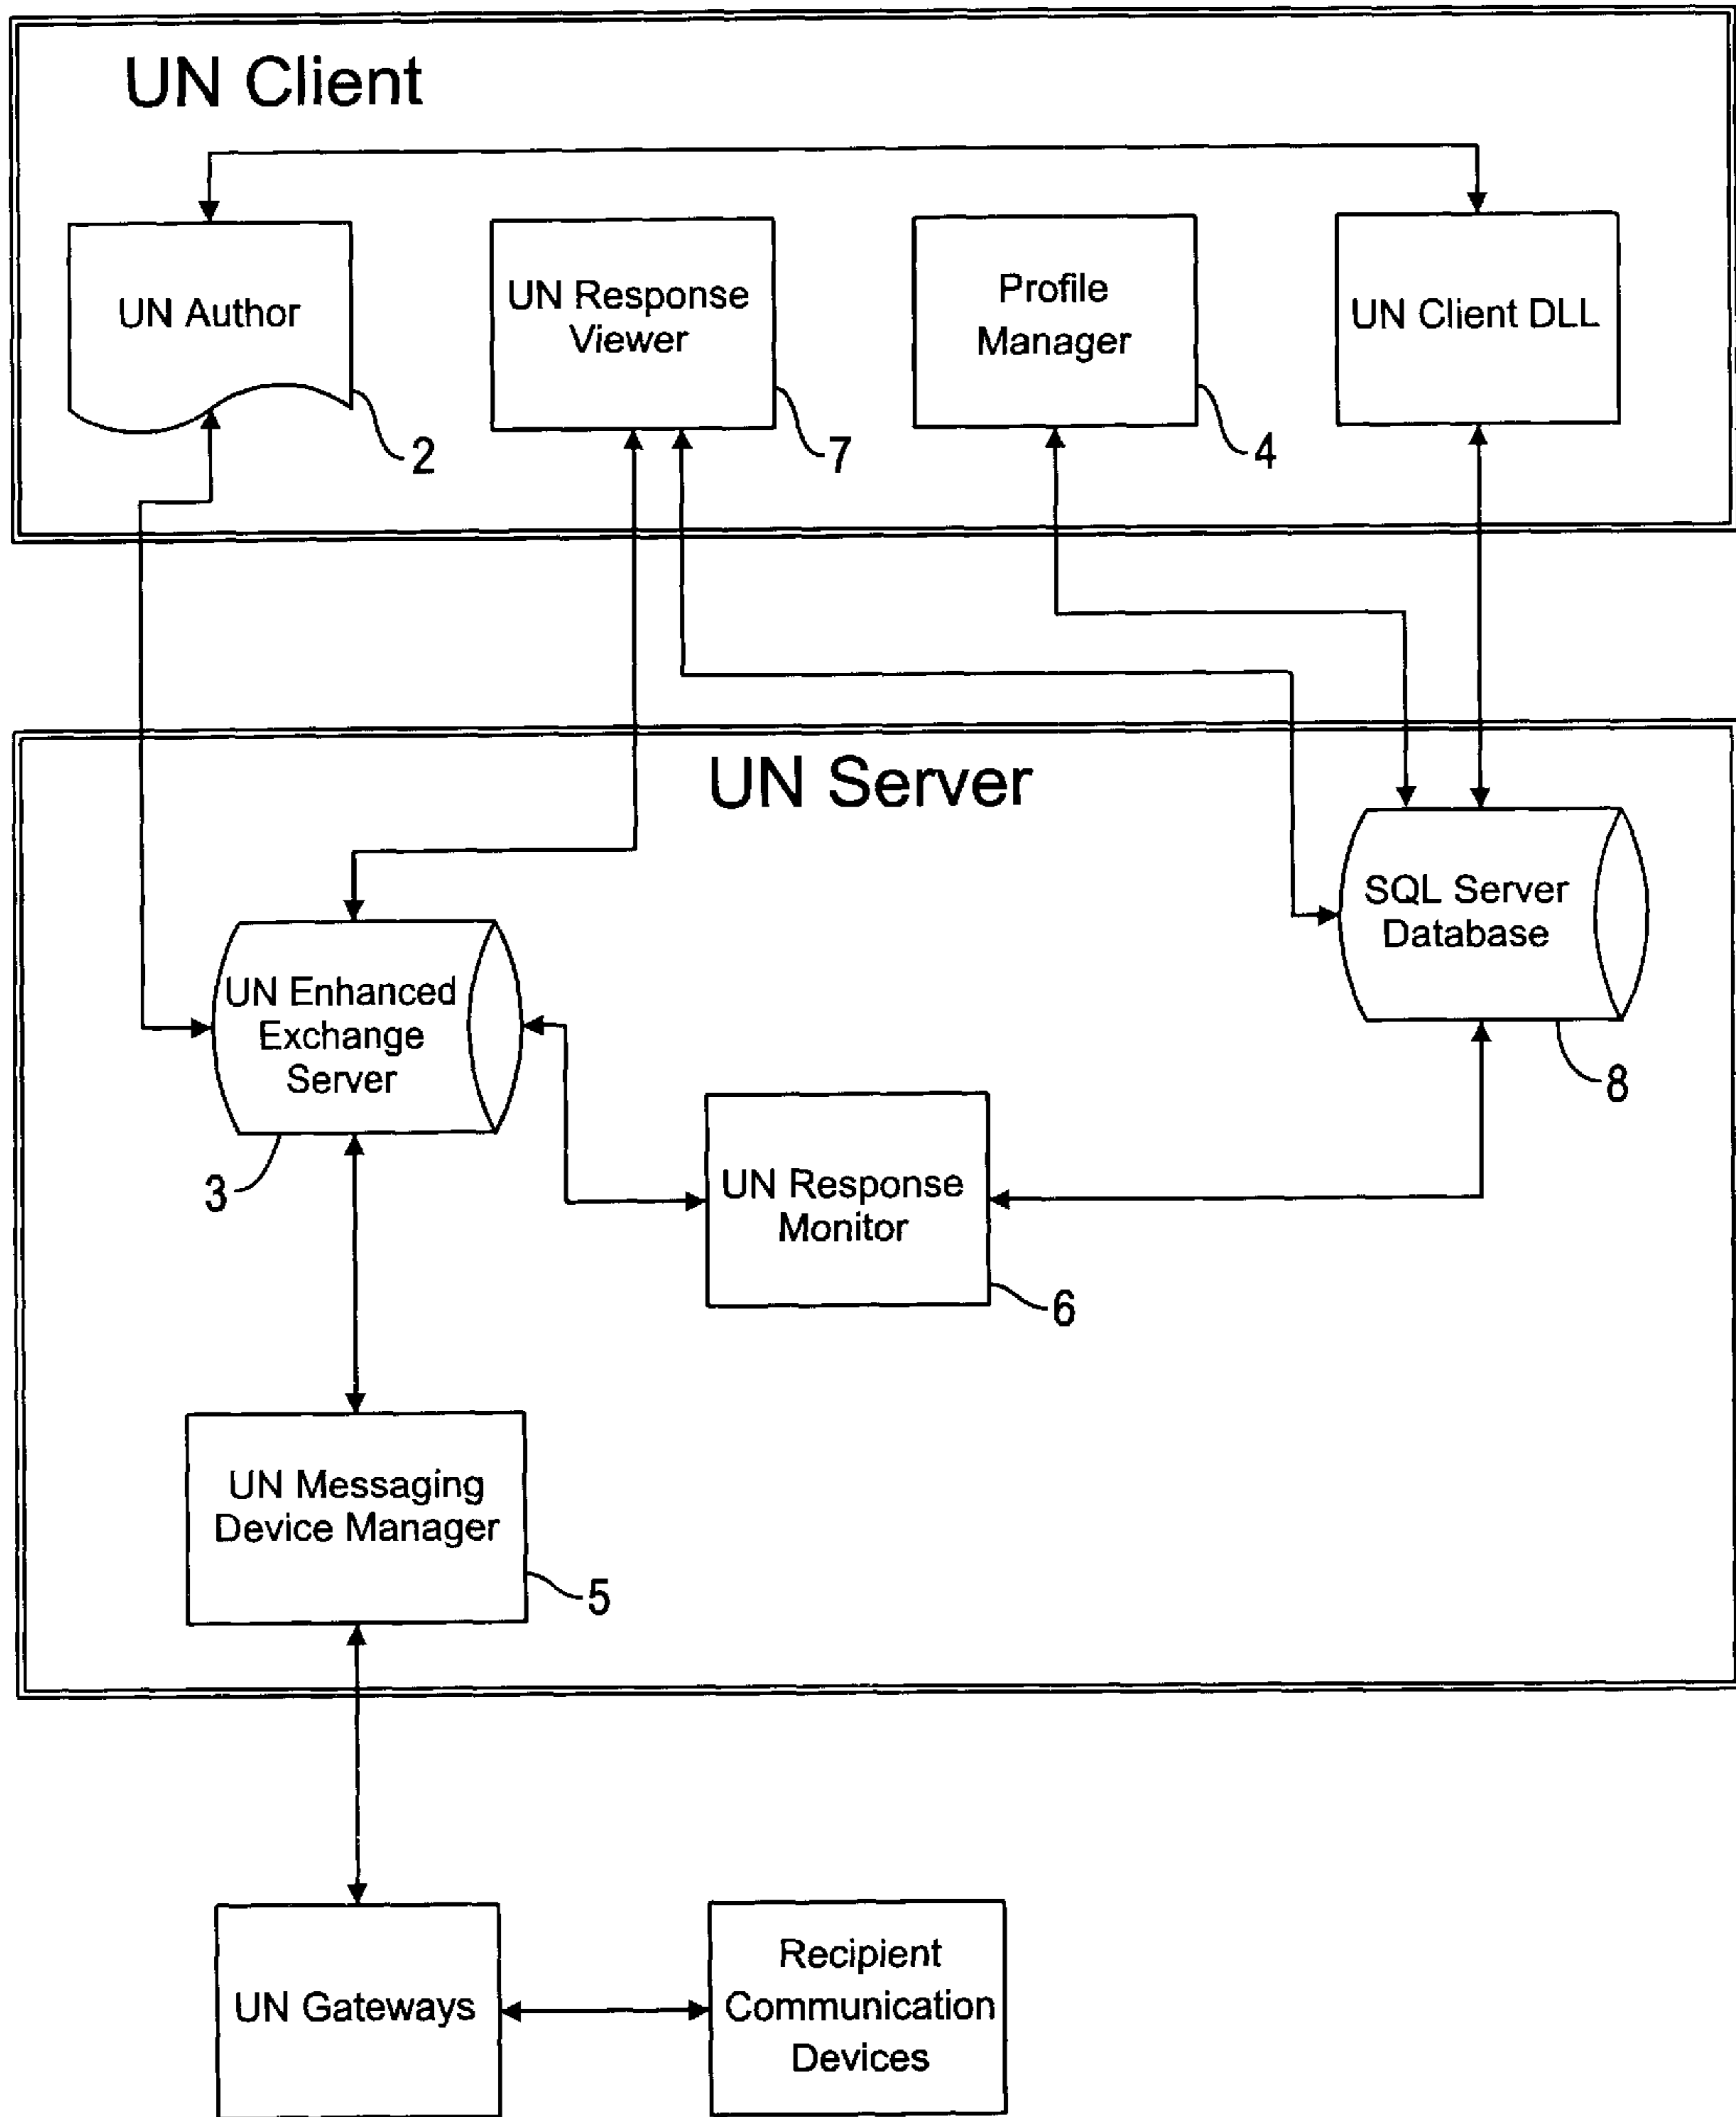 UN Client
UN Author
UN Response
Viewer
Profile
Manager
UN Client DLL
2
7
4
UN Server
SQL Server
Database
UN Enhanced
Exchange
Server
8
3
UN Response
Monitor
6
UN Messaging
Device Manager
5
UN Gateways
Recipient
Communication
Devices